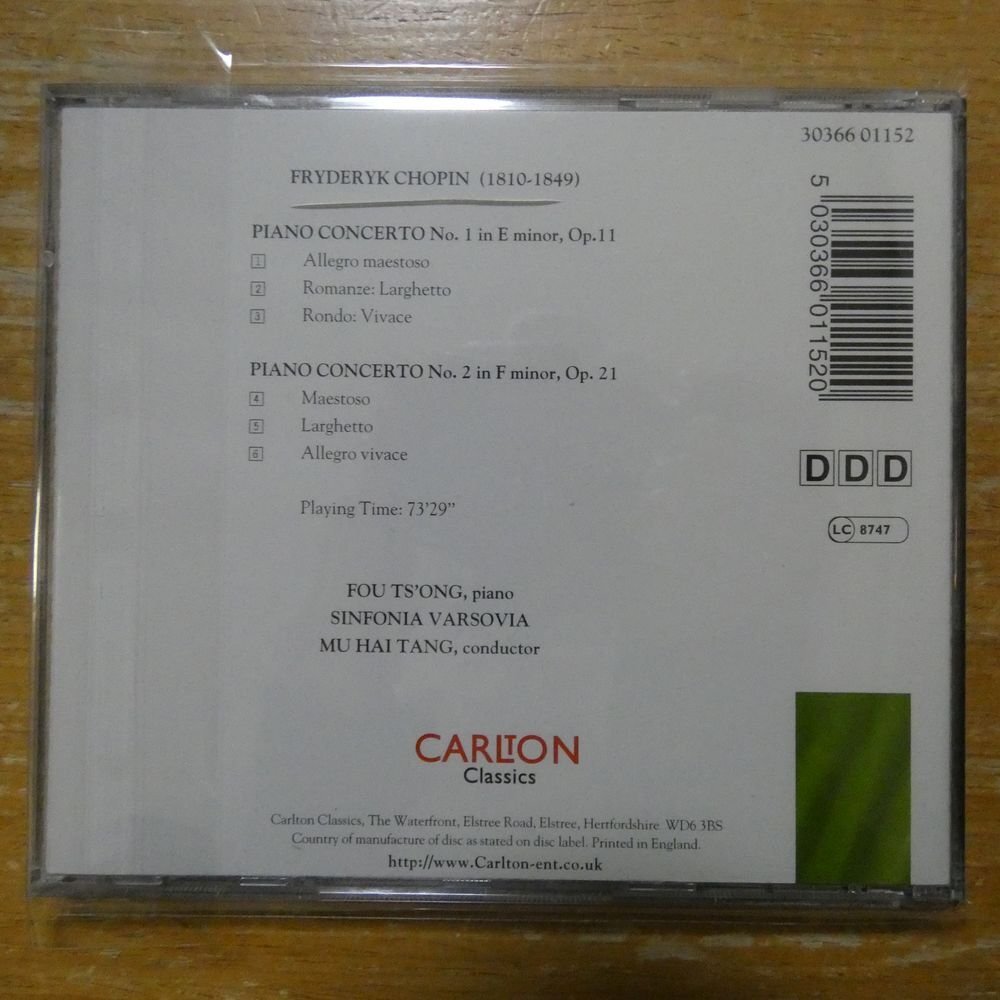 30366 01152
FRYDERYK CHOPIN (1810-1849)
PIANO CONCERTO No. 1 in E minor, Op.11
1 Allegro maestoso
2 Romanze: Larghetto
3 Rondo: Vivace
PIANO CONCERTO No. 2 in F minor, Op. 21
4 Maestoso
5 Larghetto
6 Allegro vivace
Playing Time: 73'29"
FOU TS'ONG, piano
SINFONIA VARSOVIA
MU HAI TANG, conductor
5 030366 011520
DDD
LC 8747
CARLTON
Classics
Carlton Classics, The Waterfront, Elstree Road, Elstree, Hertfordshire WD6 3BS
Country of manufacture of disc as stated on disc label. Printed in England.
http://www.Carlton-ent.co.uk